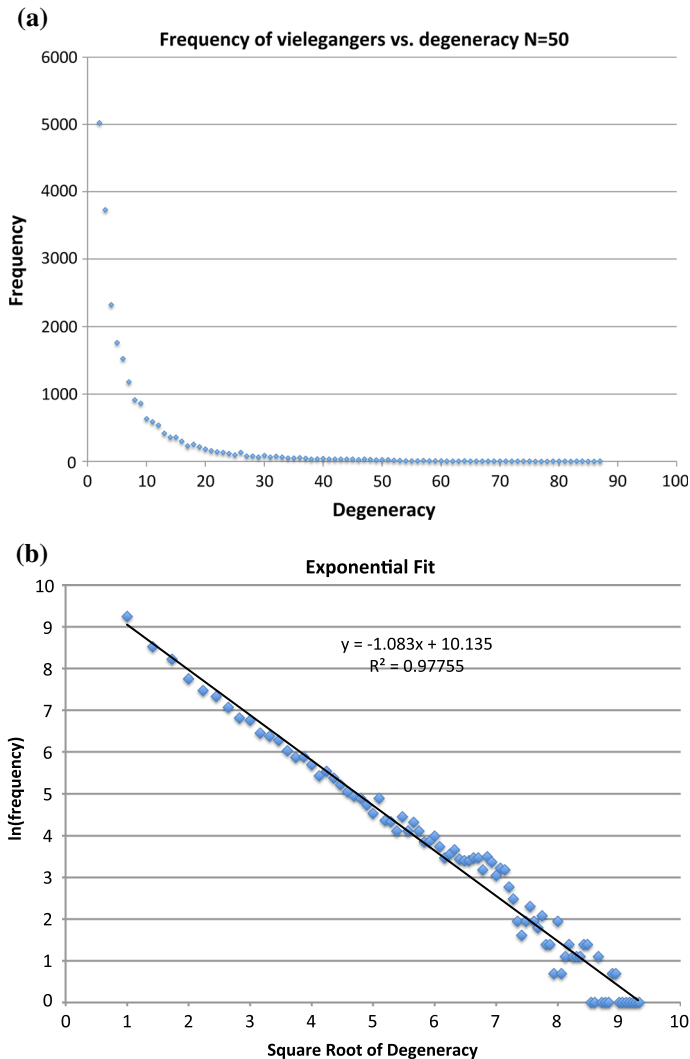 (a)
Frequency of vielegangers vs. degeneracy N=50
6000
5000
4000
3000
2000
1000
0
Frequency
0 10 20 30 40 50 60 70 80 90 100
Degeneracy
(b)
Exponential Fit
10
9
8
7
6
5
4
3
2
1
0
ln(frequency)
y = -1.083x + 10.135
R² = 0.97755
0 1 2 3 4 5 6 7 8 9 10
Square Root of Degeneracy